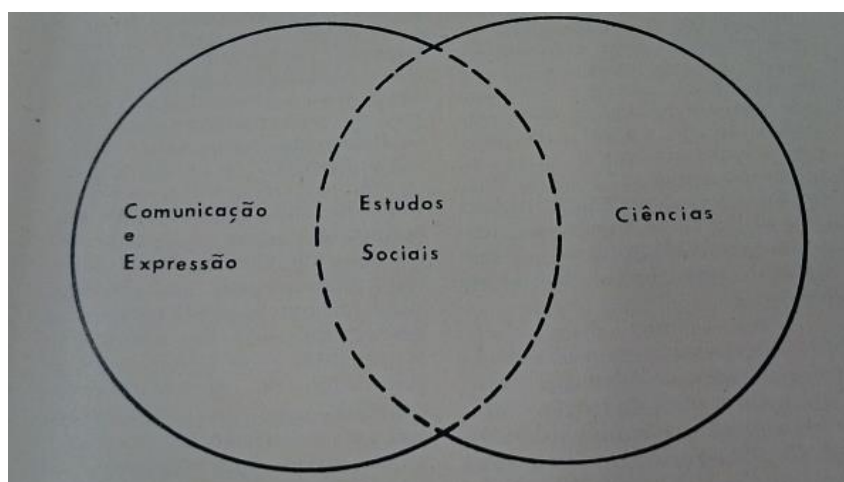 Comunicação
e
Expressão
Estudos
Sociais
Ciências